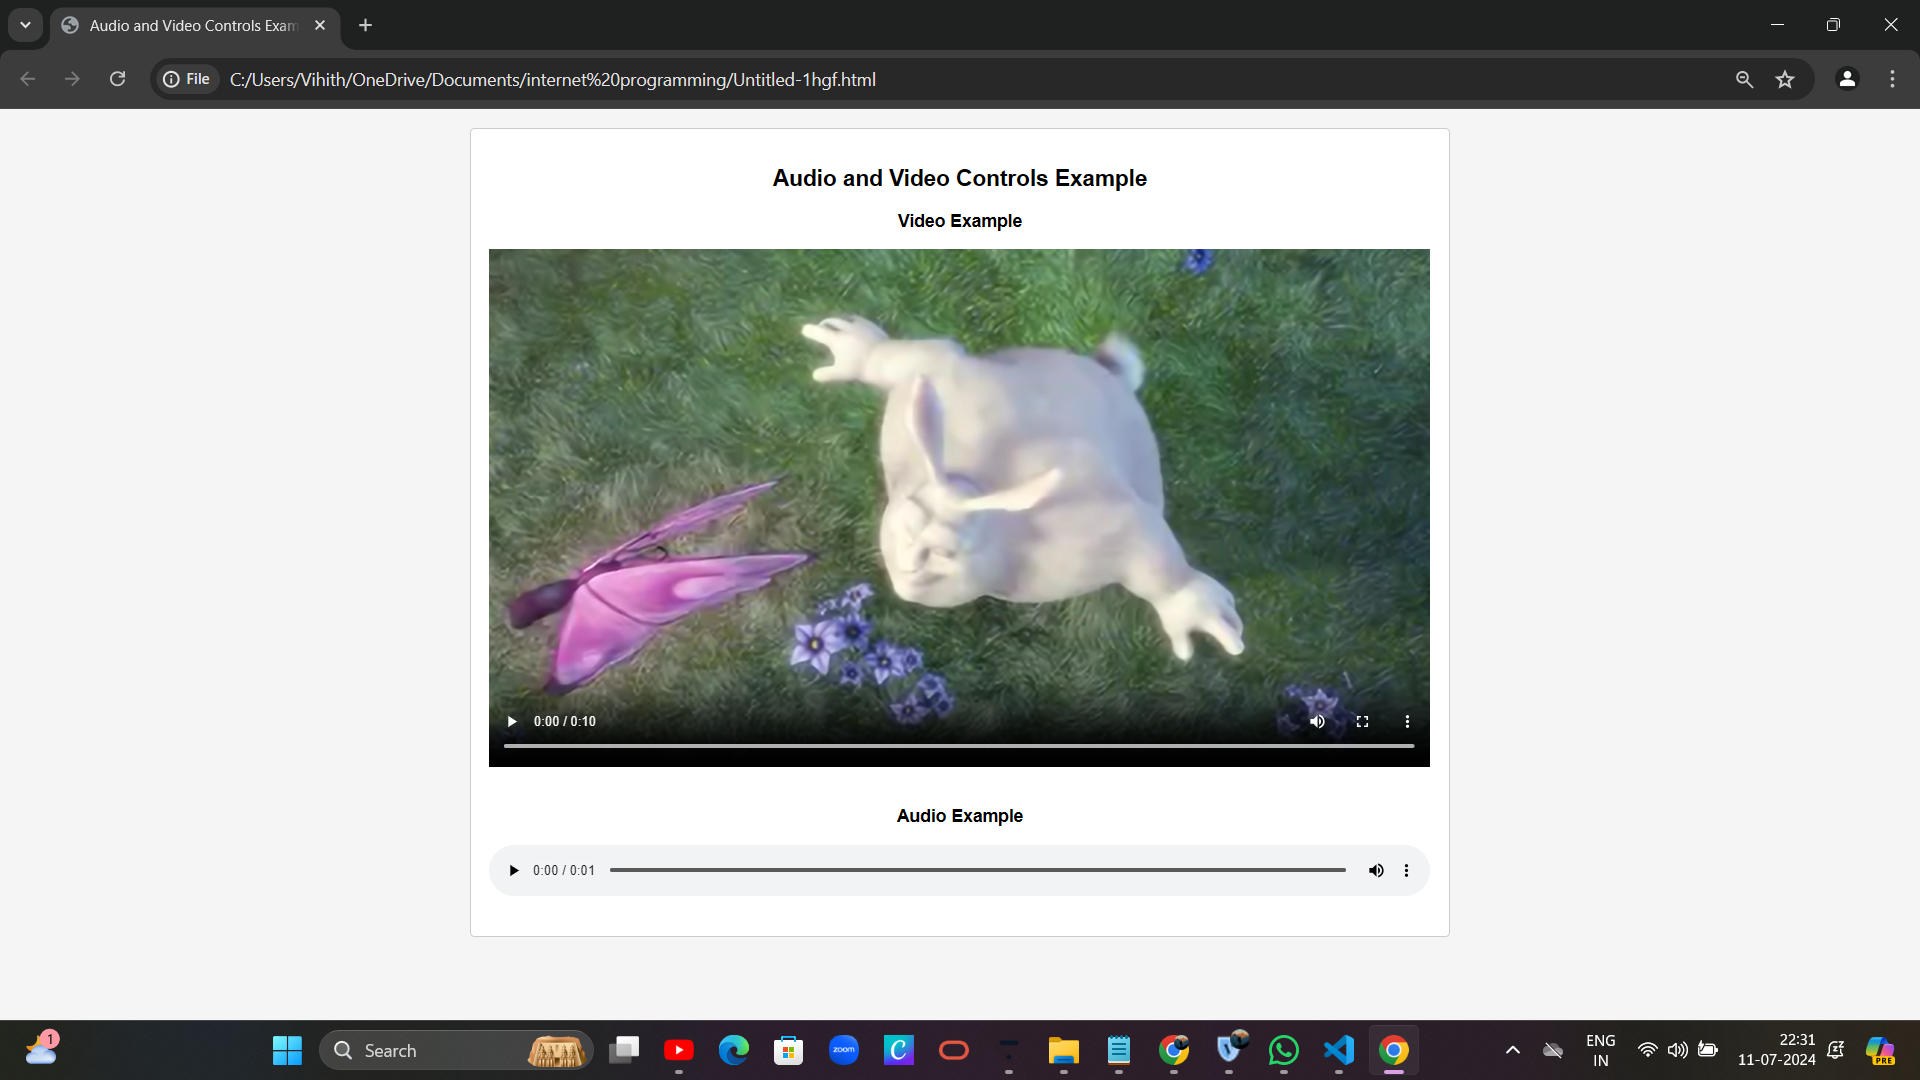 Audio and Video Controls Exam
File
C:/Users/Vihith/OneDrive/Documents/internet%20programming/Untitled-1hgf.html
Audio and Video Controls Example
Video Example
0:00 / 0:10
Audio Example
0:00 / 0:01
1
Search
zoom
C
ENG
IN
22:31
11-07-2024
PRE